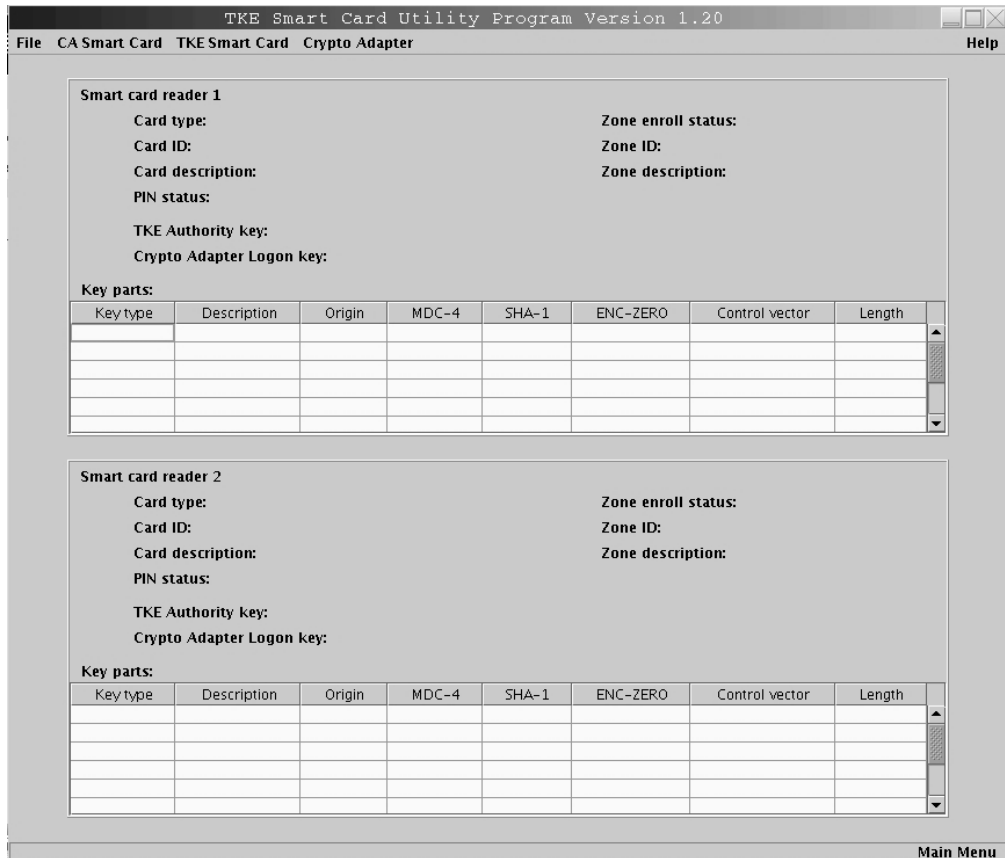 TKE Smart Card Utility Program Version 1.20
File CA Smart Card TKE Smart Card Crypto Adapter Help
Smart card reader 1
Card type: Zone enroll status:
Card ID: Zone ID:
Card description: Zone description:
PIN status:
TKE Authority key:
Crypto Adapter Logon key:
Key parts:
Key type Description Origin MDC-4 SHA-1 ENC-ZERO Control vector Length
Smart card reader 2
Card type: Zone enroll status:
Card ID: Zone ID:
Card description: Zone description:
PIN status:
TKE Authority key:
Crypto Adapter Logon key:
Key parts:
Key type Description Origin MDC-4 SHA-1 ENC-ZERO Control vector Length
Main Menu